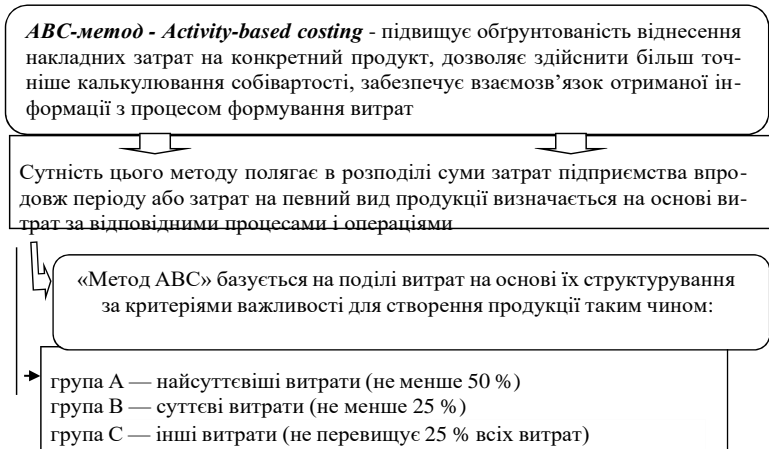 ABC-метод - Activity-based costing - підвищує обґрунтованість віднесення
накладних затрат на конкретний продукт, дозволяє здійснити більш точ-
ніше калькулювання собівартості, забезпечує взаємозв’язок отриманої ін-
формації з процесом формування витрат
Сутність цього методу полягає в розподілі суми затрат підприємства впро-
довж періоду або затрат на певний вид продукції визначається на основі ви-
трат за відповідними процесами і операціями
«Метод АВС» базується на поділі витрат на основі їх структурування
за критеріями важливості для створення продукції таким чином:
група А — найсуттєвіші витрати (не менше 50 %)
група В — суттєві витрати (не менше 25 %)
група С — інші витрати (не перевищує 25 % всіх витрат)